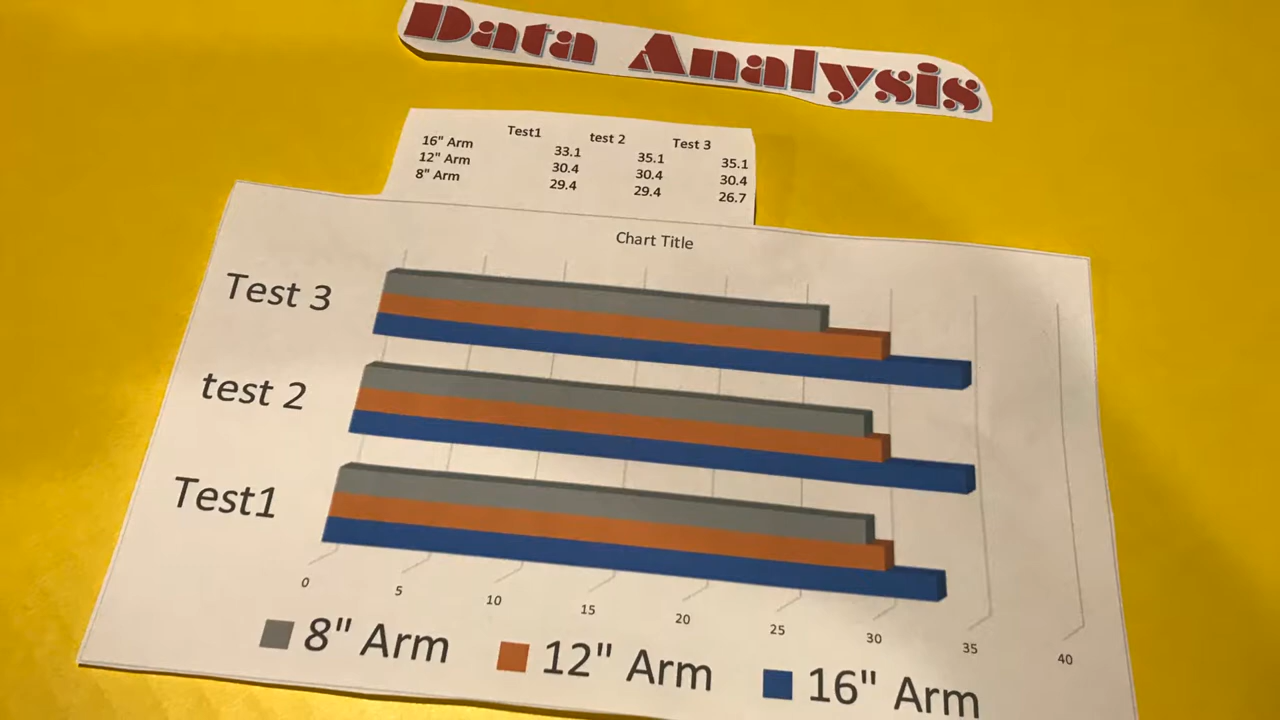 Data Analysis
Test1 test 2 Test 3
16" Arm 33.1 35.1 35.1
12" Arm 30.4 30.4 30.4
8" Arm 29.4 29.4 26.7
Chart Title
Test 3
test 2
Test1
0 5 10 15 20 25 30 35 40
8" Arm 12" Arm 16" Arm